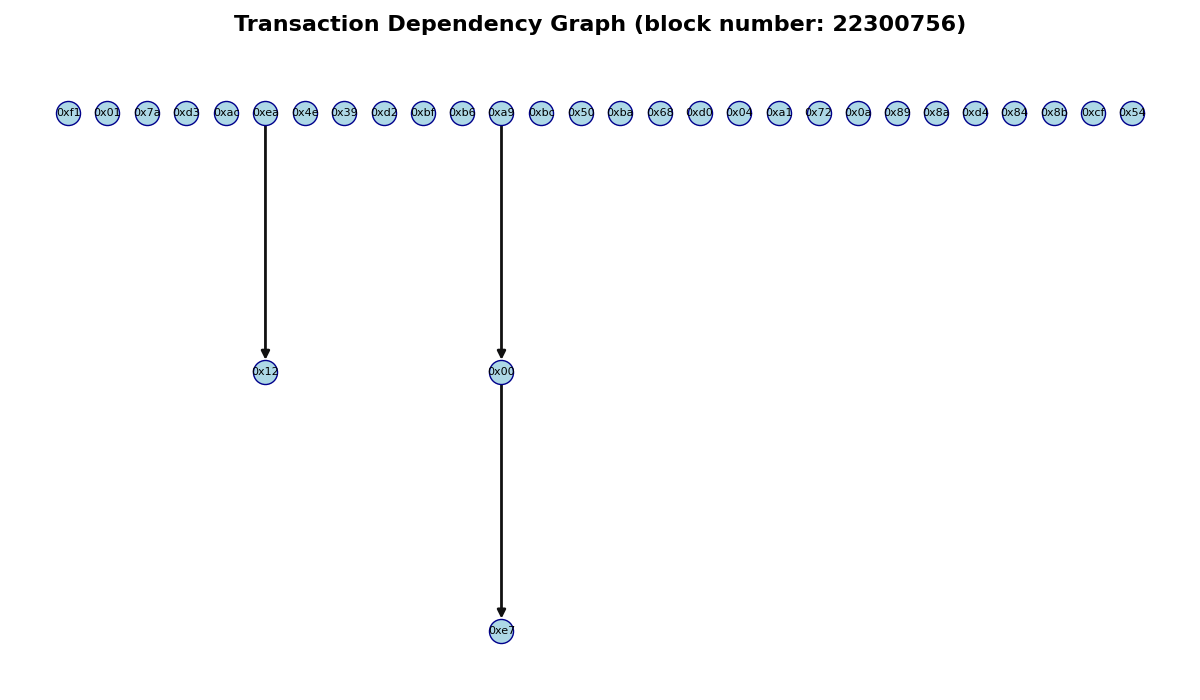 Transaction Dependency Graph (block number: 22300756)
0xf1 0x01 0x7a 0xd3 0xac 0xea 0x4e 0x39 0xd2 0xbf 0xb6 0xa9 0xbc 0x50 0xba 0x68 0xd0 0x04 0xa1 0x72 0x0a 0x89 0x8a 0xd4 0x84 0x8b 0xcf 0x54
0x12 0x00
0xe7